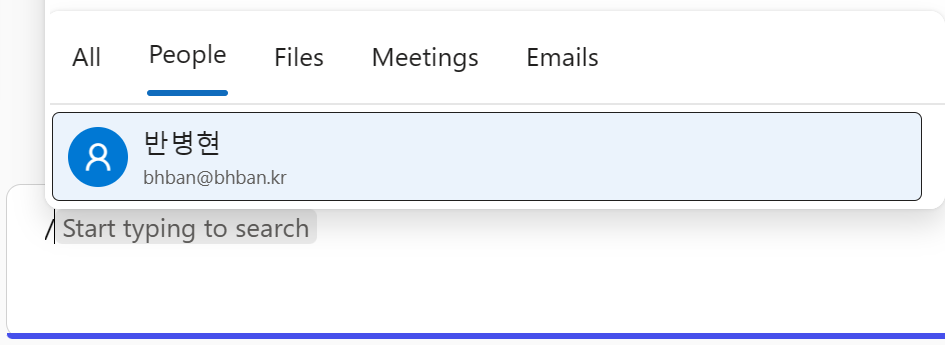 All People Files Meetings Emails
반병현
bhban@bhban.kr
/ Start typing to search